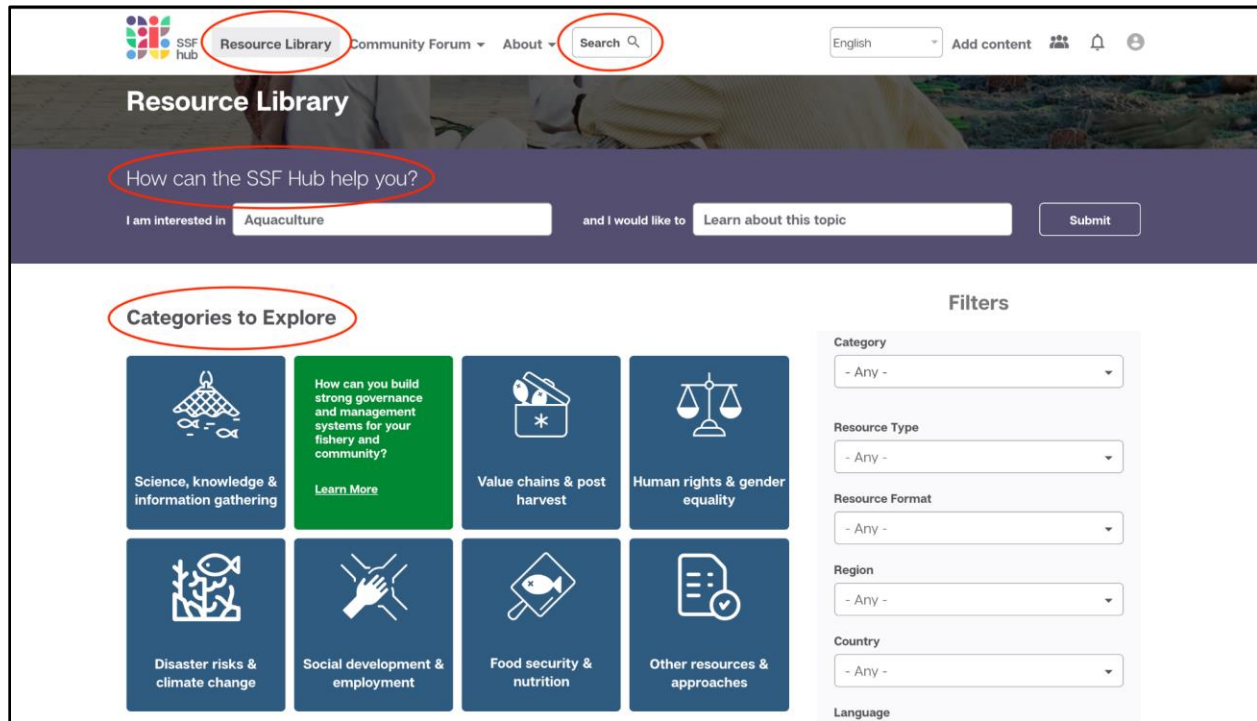 SSF
hub
Resource Library
Community Forum
About
Search
English
Add content
Resource Library
How can the SSF Hub help you?
I am interested in
Aquaculture
and I would like to
Learn about this topic
Submit
Categories to Explore
Science, knowledge &
information gathering
How can you build
strong governance
and management
systems for your
fishery and
community?
Learn More
Value chains & post
harvest
Human rights & gender
equality
Disaster risks &
climate change
Social development &
employment
Food security &
nutrition
Other resources &
approaches
Filters
Category
- Any -
Resource Type
- Any -
Resource Format
- Any -
Region
- Any -
Country
- Any -
Language